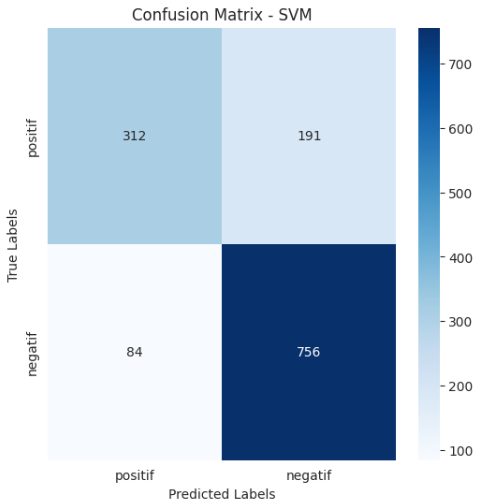 Confusion Matrix - SVM
positif
negatif
True Labels
312
191
84
756
positif
negatif
Predicted Labels
700
600
500
400
300
200
100